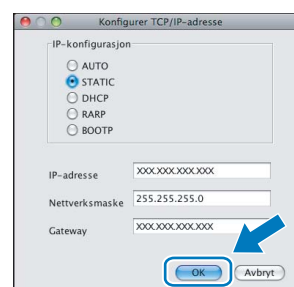 Konfigurer TCP/IP-adresse
IP-konfigurasjon
AUTO
STATIC
DHCP
RARP
BOOTP
IP-adresse XXX.XXX.XXX.XXX
Nettverksmaske 255.255.255.0
Gateway XXX.XXX.XXX.XXX
OK Avbryt